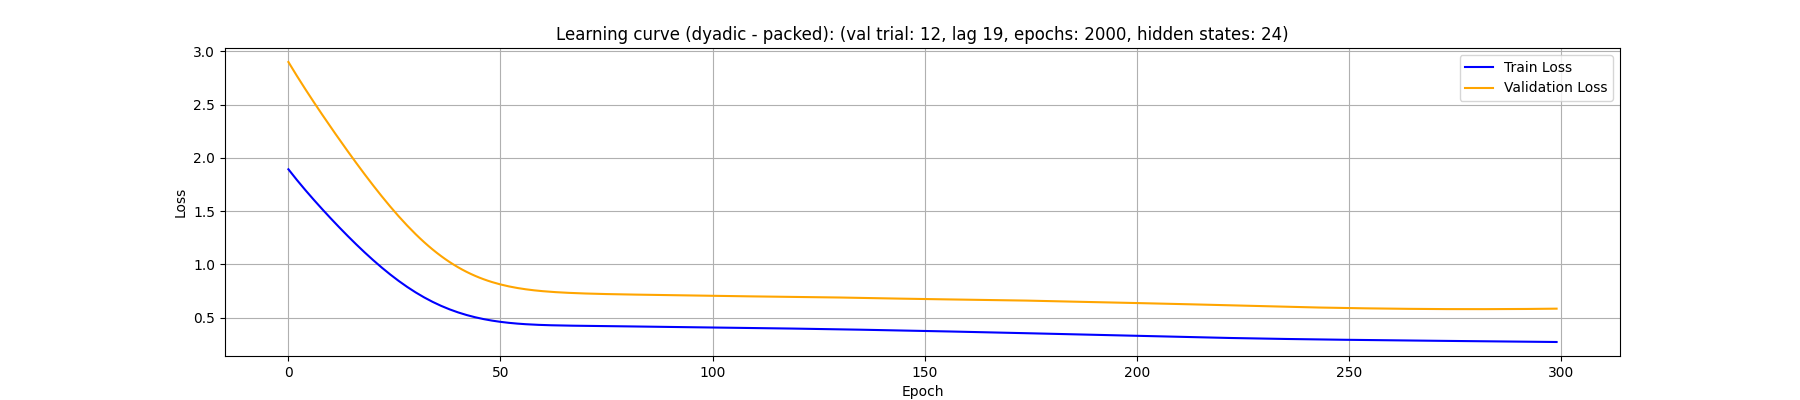 Learning curve (dyadic - packed): (val trial: 12, lag 19, epochs: 2000, hidden states: 24)
Train Loss
Validation Loss
3.0
2.5
2.0
1.5
1.0
0.5
Loss
0 50 100 150 200 250 300
Epoch